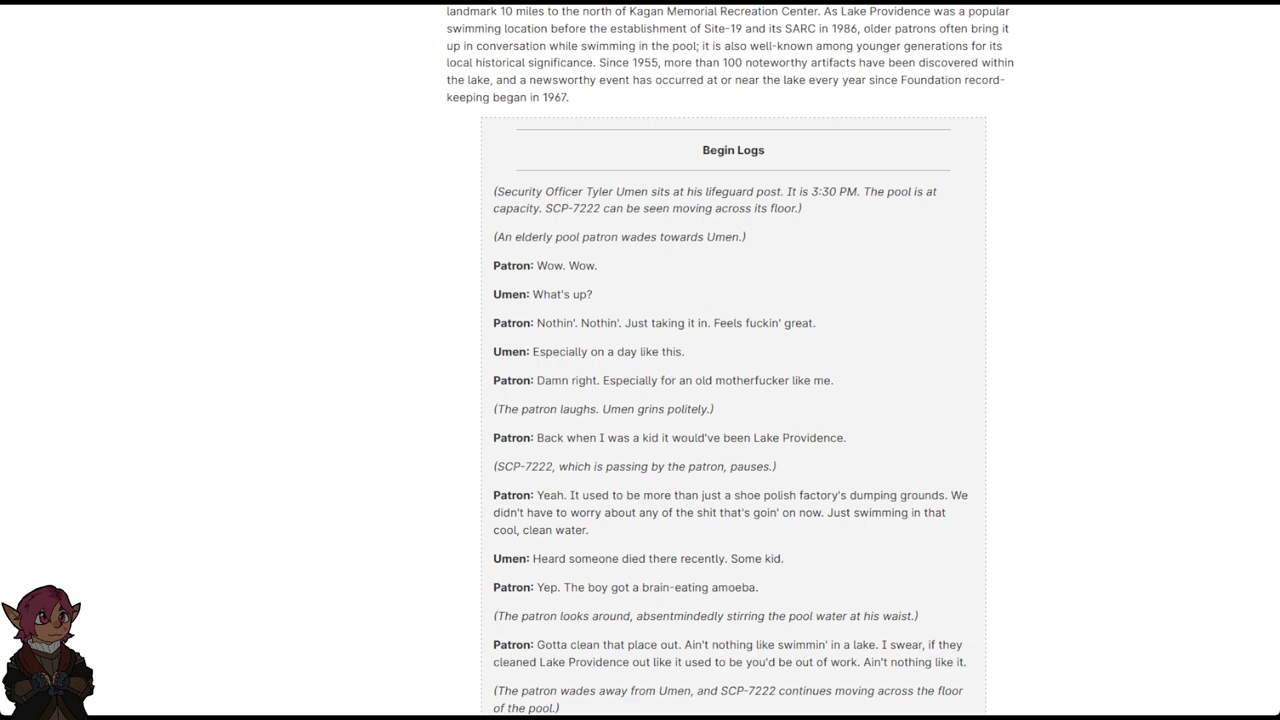 landmark 10 miles to the north of Kagan Memorial Recreation Center. As Lake Providence was a popular
swimming location before the establishment of Site-19 and its SARC in 1986, older patrons often bring it
up in conversation while swimming in the pool; it is also well-known among younger generations for its
local historical significance. Since 1955, more than 100 noteworthy artifacts have been discovered within
the lake, and a newsworthy event has occurred at or near the lake every year since Foundation record-
keeping began in 1967.
Begin Logs
(Security Officer Tyler Umen sits at his lifeguard post. It is 3:30 PM. The pool is at
capacity. SCP-7222 can be seen moving across its floor.)
(An elderly pool patron wades towards Umen.)
Patron: Wow. Wow.
Umen: What's up?
Patron: Nothin'. Nothin'. Just taking it in. Feels fuckin' great.
Umen: Especially on a day like this.
Patron: Damn right. Especially for an old motherfucker like me.
(The patron laughs. Umen grins politely.)
Patron: Back when I was a kid it would've been Lake Providence.
(SCP-7222, which is passing by the patron, pauses.)
Patron: Yeah. It used to be more than just a shoe polish factory's dumping grounds. We
didn't have to worry about any of the shit that's goin' on now. Just swimming in that
cool, clean water.
Umen: Heard someone died there recently. Some kid.
Patron: Yep. The boy got a brain-eating amoeba.
(The patron looks around, absentmindedly stirring the pool water at his waist.)
Patron: Gotta clean that place out. Ain't nothing like swimmin' in a lake. I swear, if they
cleaned Lake Providence out like it used to be you'd be out of work. Ain't nothing like it.
(The patron wades away from Umen, and SCP-7222 continues moving across the floor
of the pool.)